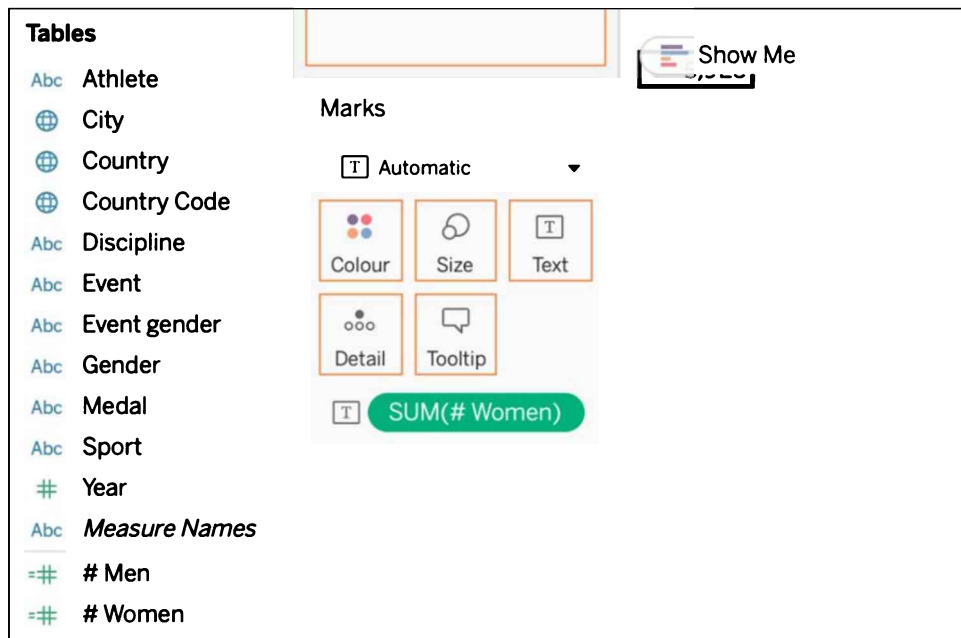 Tables
Abc Athlete
City
Country
Country Code
Abc Discipline
Abc Event
Abc Event gender
Abc Gender
Abc Medal
Abc Sport
Year
Abc Measure Names
=# # Men
=# # Women
Marks
T Automatic
Colour Size T Text
Detail Tooltip
T SUM(# Women)
Show Me